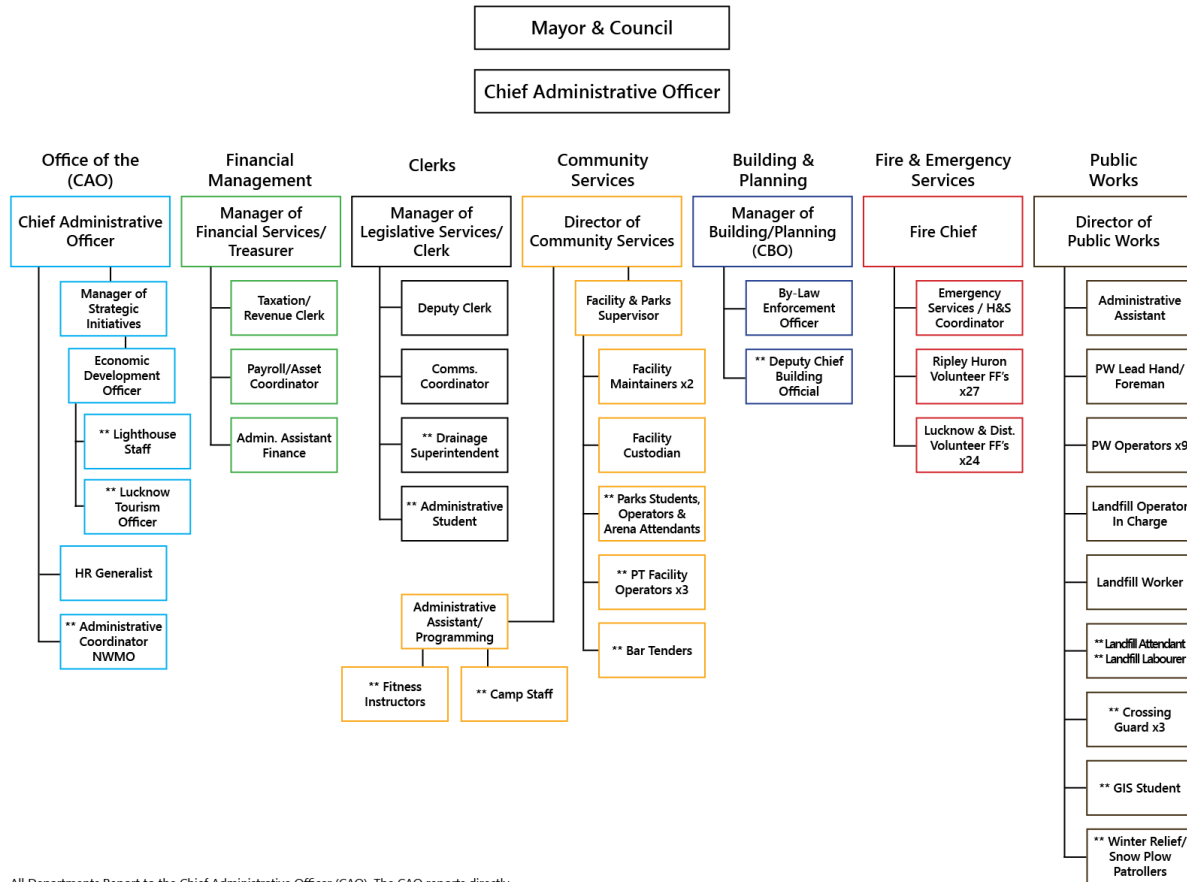 Mayor & Council
Chief Administrative Officer
Office of the
(CAO)
Chief Administrative
Officer
Manager of
Strategic
Initiatives
Economic
Development
Officer
** Lighthouse
Staff
** Lucknow
Tourism
Officer
HR Generalist
** Administrative
Coordinator
NWMO
Financial
Management
Manager of
Financial Services/
Treasurer
Taxation/
Revenue Clerk
Payroll/Asset
Coordinator
Admin. Assistant
Finance
Clerks
Manager of
Legislative Services/
Clerk
Deputy Clerk
Comms.
Coordinator
** Drainage
Superintendent
** Administrative
Student
Community
Services
Director of
Community Services
Facility & Parks
Supervisor
Facility
Maintainers x2
Facility
Custodian
** Parks Students,
Operators &
Arena Attendants
** PT Facility
Operators x3
** Bar Tenders
Administrative
Assistant/
Programming
** Fitness
Instructors
** Camp Staff
Building &
Planning
Manager of
Building/Planning
(CBO)
By-Law
Enforcement
Officer
** Deputy Chief
Building
Official
Fire & Emergency
Services
Fire Chief
Emergency
Services / H&S
Coordinator
Ripley Huron
Volunteer FF's
x27
Lucknow & Dist.
Volunteer FF's
x24
Public
Works
Director of
Public Works
Administrative
Assistant
PW Lead Hand/
Foreman
PW Operators x9
Landfill Operator
In Charge
Landfill Worker
** Landfill Attendant
** Landfill Labourer
** Crossing
Guard x3
** GIS Student
** Winter Relief/
Snow Plow
Patrollers
All Departments Report to the Chief Administrative Officer (CAO). The CAO reports directly